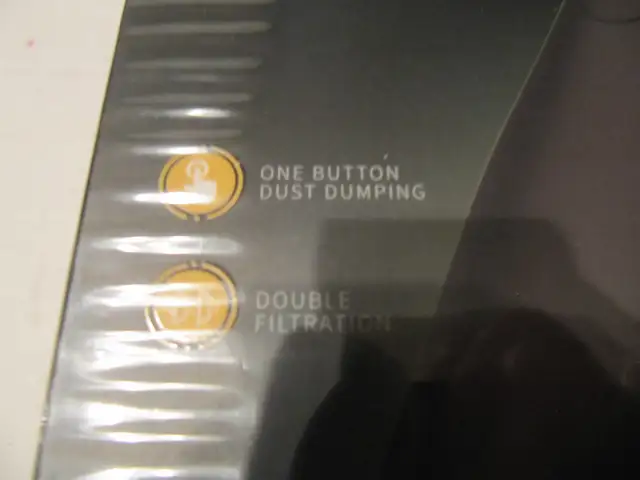 ONE BUTTON
DUST DUMPING
DOUBLE
FILTRATION